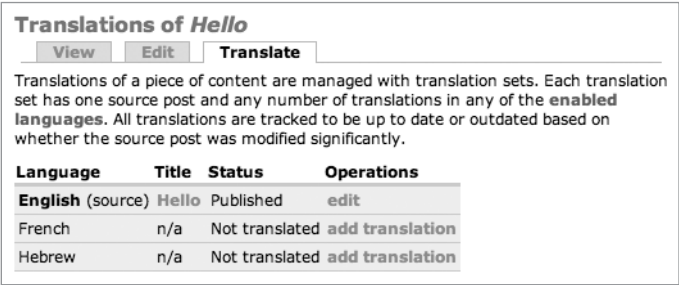 Translations of Hello
View Edit Translate
Translations of a piece of content are managed with translation sets. Each translation
set has one source post and any number of translations in any of the enabled
languages. All translations are tracked to be up to date or outdated based on
whether the source post was modified significantly.
Language Title Status Operations
English (source) Hello Published edit
French n/a Not translated add translation
Hebrew n/a Not translated add translation